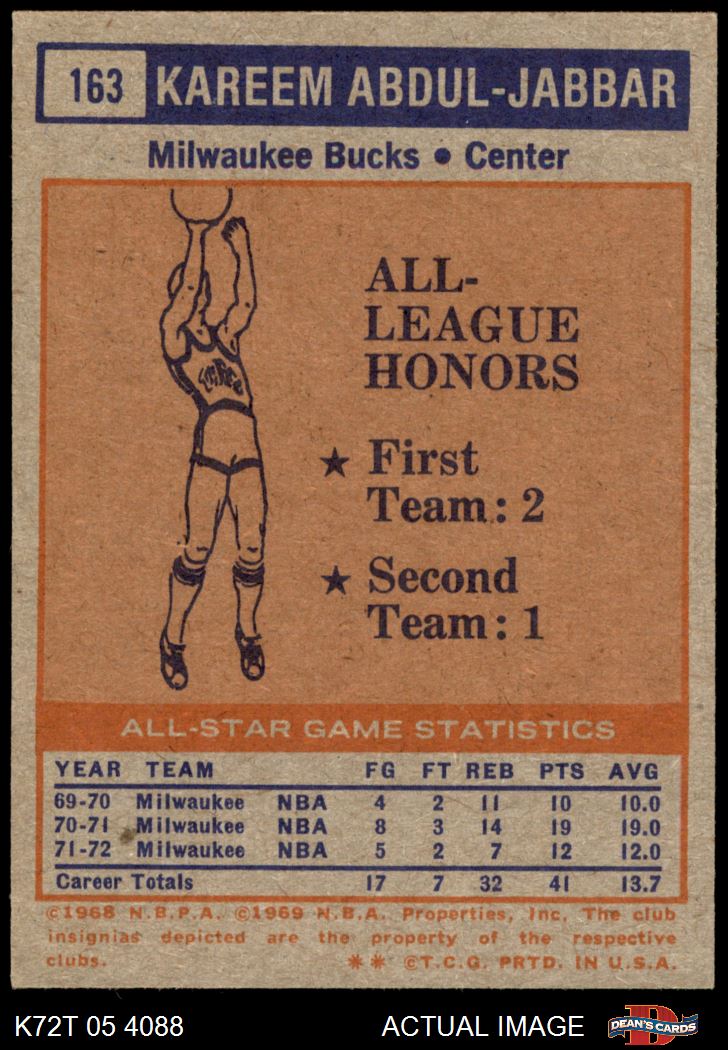 163 KAREEM ABDUL-JABBAR
Milwaukee Bucks • Center
ALL-
LEAGUE
HONORS
★ First
Team: 2
★ Second
Team: 1
ALL-STAR GAME STATISTICS
YEAR TEAM FG FT REB PTS AVG
69-70 Milwaukee NBA 4 2 11 10 10.0
70-71 Milwaukee NBA 8 3 14 19 19.0
71-72 Milwaukee NBA 5 2 7 12 12.0
Career Totals 17 7 32 41 13.7
©1968 N.B.P.A. ©1969 N.B.A. Properties, Inc. The club
insignias depicted are the property of the respective
clubs. ** ©T.C.G. PRTD. IN U.S.A.
K72T 05 4088 ACTUAL IMAGE DEAN'S CARDS